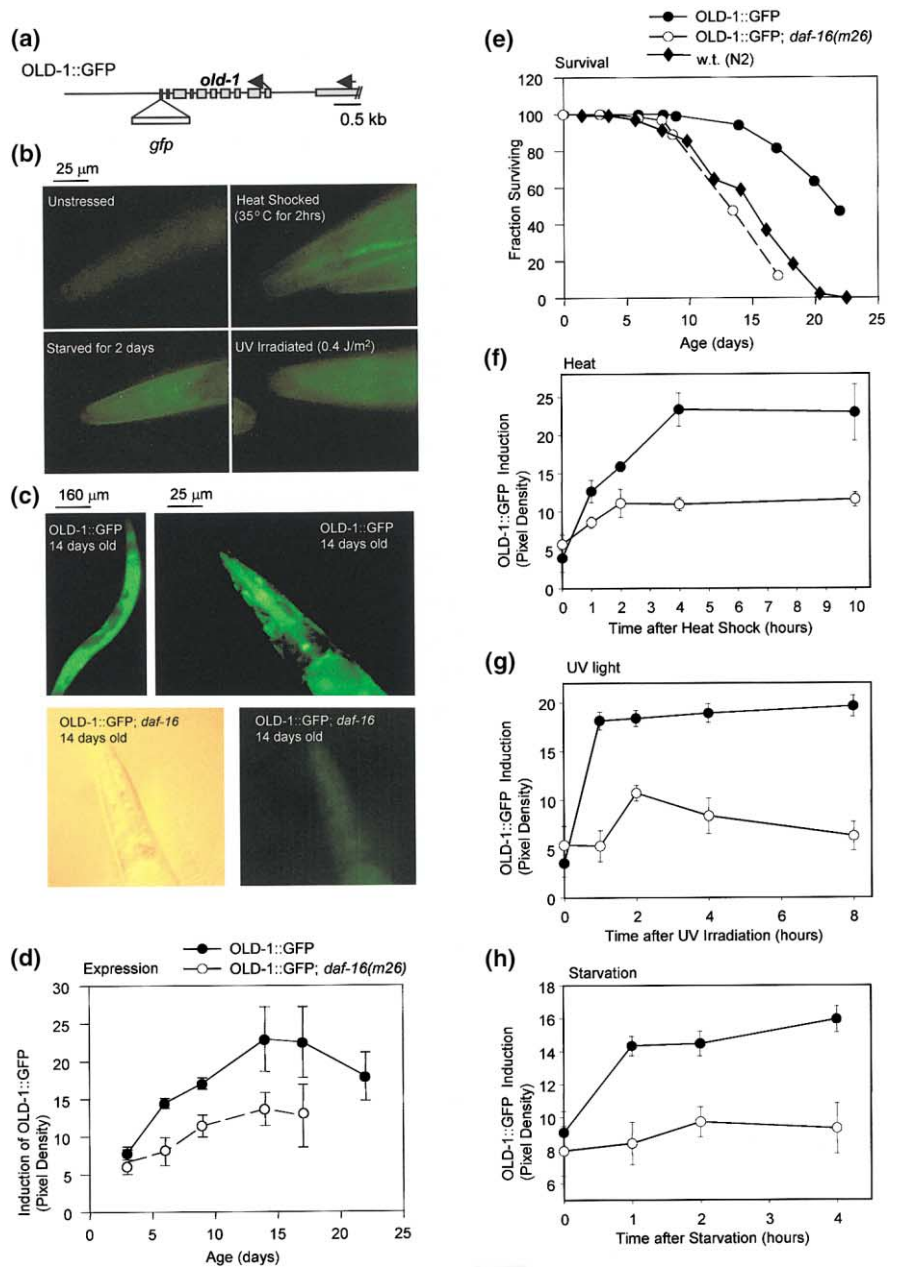 (a)
OLD-1::GFP
old-1
0.5 kb
gfp
(b)
25 µm
Unstressed
Heat Shocked
(35° C for 2hrs)
Starved for 2 days
UV Irradiated (0.4 J/m²)
(c)
160 µm
25 µm
OLD-1::GFP
14 days old
OLD-1::GFP
14 days old
OLD-1::GFP; daf-16
14 days old
OLD-1::GFP; daf-16
14 days old
(d)
Expression
OLD-1::GFP
OLD-1::GFP; daf-16(m26)
Induction of OLD-1::GFP
(Pixel Density)
30
25
20
15
10
5
0
0 5 10 15 20 25
Age (days)
(e)
OLD-1::GFP
OLD-1::GFP; daf-16(m26)
w.t. (N2)
Survival
Fraction Surviving
120
100
80
60
40
20
0
0 5 10 15 20 25
Age (days)
(f)
Heat
OLD-1::GFP Induction
(Pixel Density)
25
20
15
10
5
0
0 1 2 3 4 5 6 7 8 9 10
Time after Heat Shock (hours)
(g)
UV light
OLD-1::GFP Induction
(Pixel Density)
20
15
10
5
0
0 2 4 6 8
Time after UV Irradiation (hours)
(h)
Starvation
OLD-1::GFP Induction
(Pixel Density)
18
16
14
12
10
8
6
0 1 2 3 4
Time after Starvation (hours)